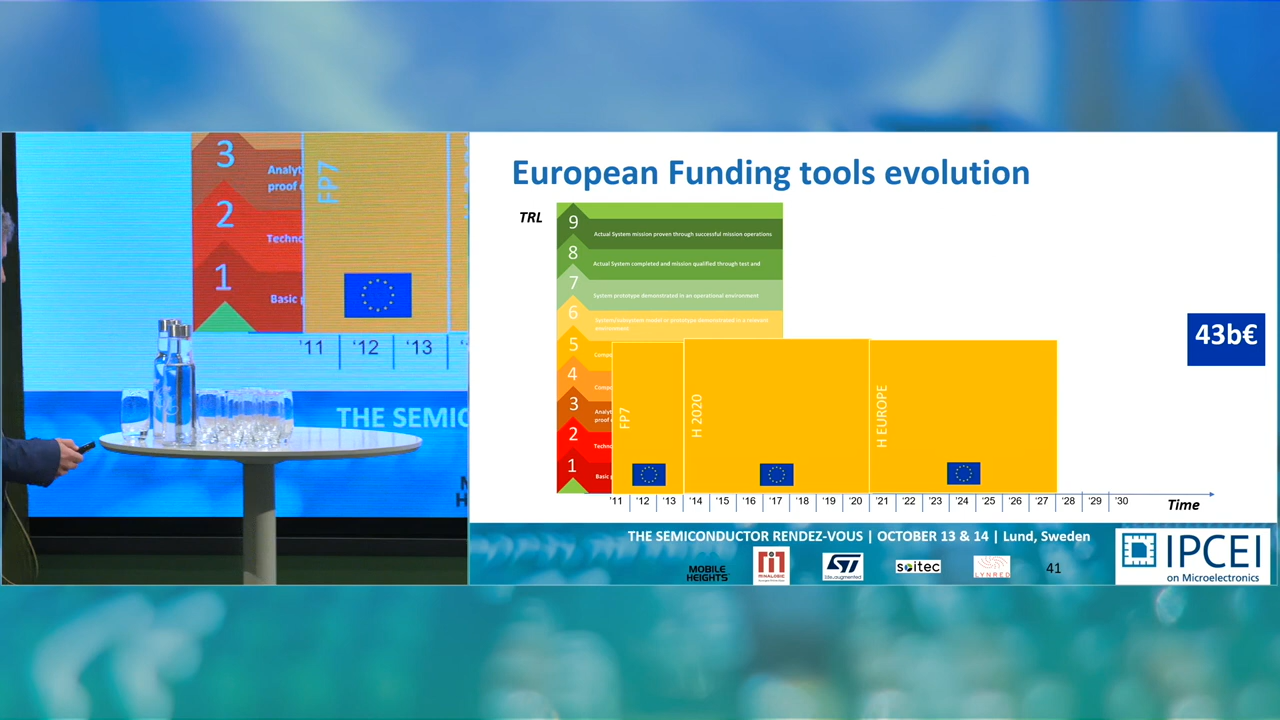 3
Analyt
proof
2
Techno
1
Basic
FP7
'11 '12 '13
THE SEMIC
European Funding tools evolution
TRL
9
Actual System mission proven through successful mission operations
8
Actual System completed and mission qualified through test and
7
System prototype demonstrated in an operational environment
6
System/subsystem model or prototype demonstrated in a relevant
environment
5
Compo
4
Compo
3
Analyt
proof
2
Techno
1
Basic
FP7
H 2020
H EUROPE
43b€
'11 '12 '13 '14 '15 '16 '17 '18 '19 '20 '21 '22 '23 '24 '25 '26 '27 '28 '29 '30
Time
THE SEMICONDUCTOR RENDEZ-VOUS | OCTOBER 13 & 14 | Lund, Sweden
MOBILE
HEIGHTS
MINALOGIC
ST
life.augmented
soitec
LYNRED
41
IPCEI
on Microelectronics